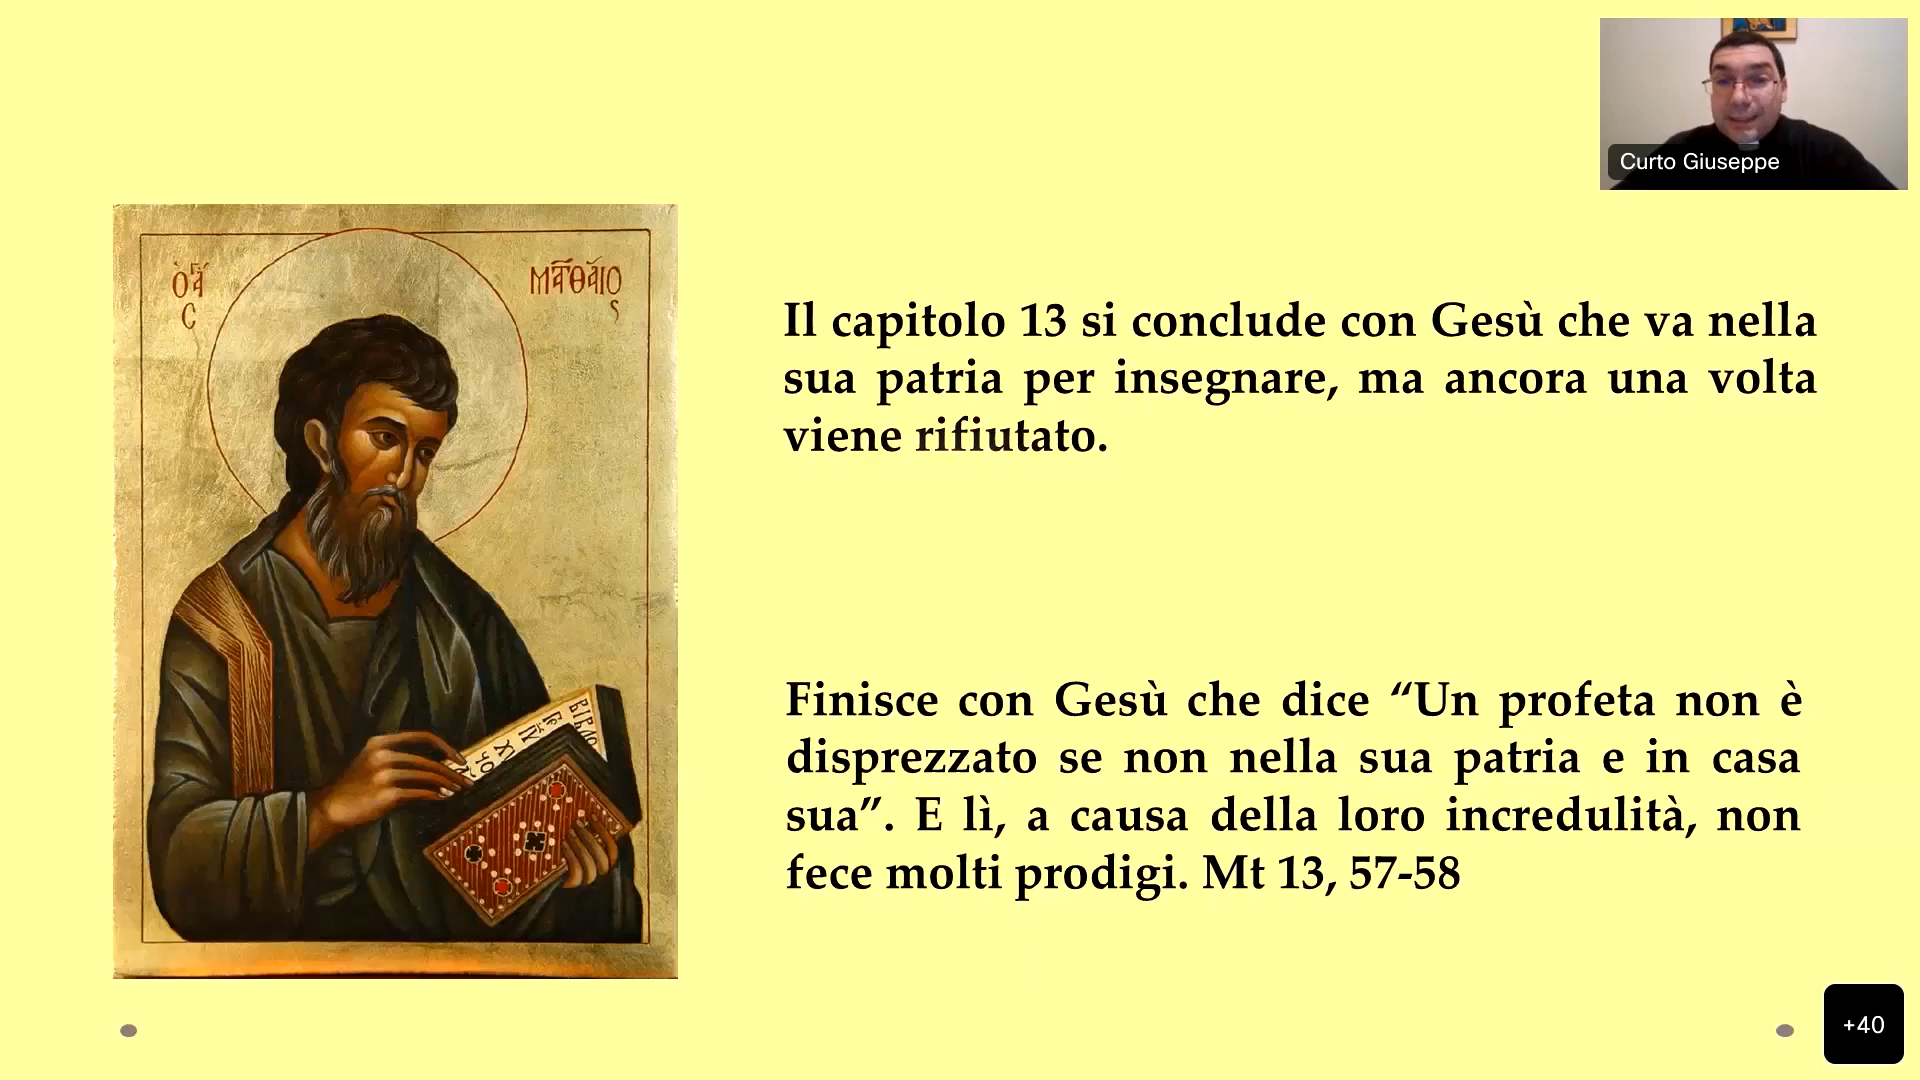 Curto Giuseppe
Il capitolo 13 si conclude con Gesù che va nella
sua patria per insegnare, ma ancora una volta
viene rifiutato.
Finisce con Gesù che dice “Un profeta non è
disprezzato se non nella sua patria e in casa
sua”. E lì, a causa della loro incredulità, non
fece molti prodigi. Mt 13, 57-58
+40